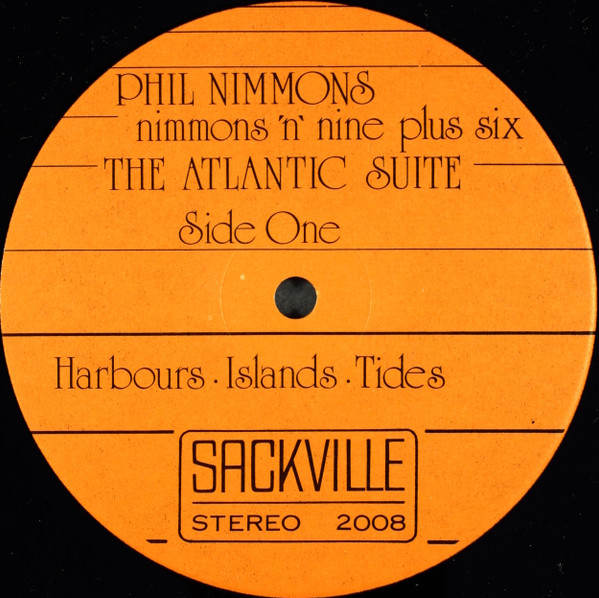 PHIL NIMMONS
nimmons 'n' nine plus six
THE ATLANTIC SUITE
Side One
Harbours · Islands · Tides
SACKVILLE
STEREO 2008